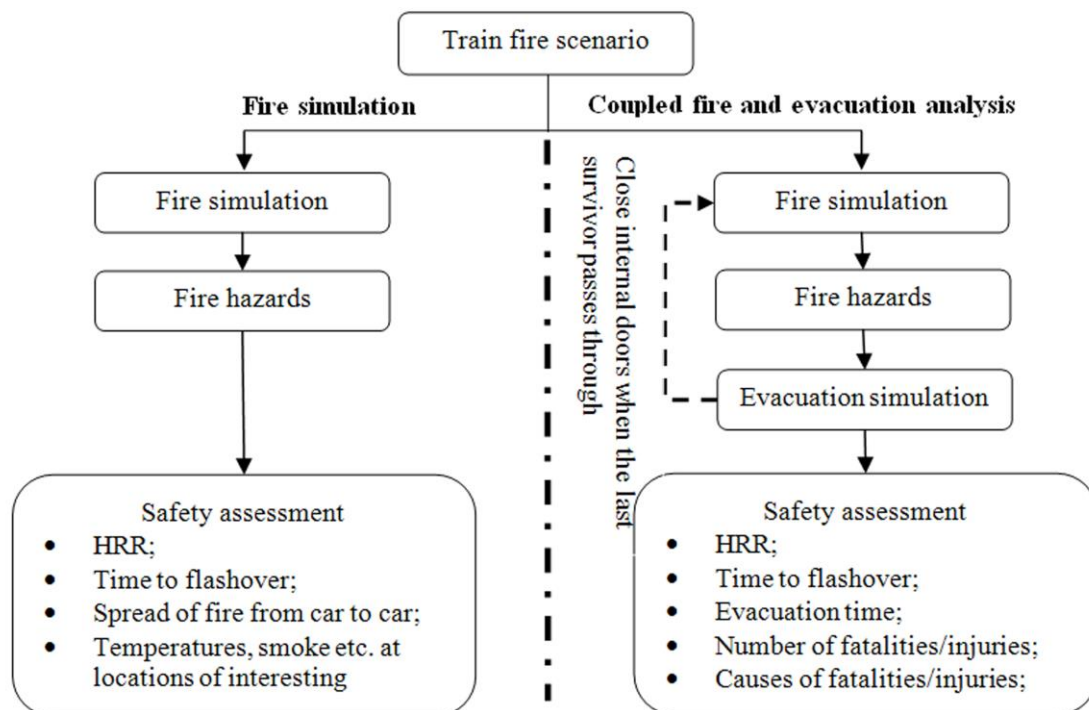 Train fire scenario
Fire simulation
Coupled fire and evacuation analysis
Fire simulation
Fire hazards
Safety assessment
• HRR;
• Time to flashover;
• Spread of fire from car to car;
• Temperatures, smoke etc. at
locations of interesting
Close internal doors when the last
survivor passes through
Fire simulation
Fire hazards
Evacuation simulation
Safety assessment
• HRR;
• Time to flashover;
• Evacuation time;
• Number of fatalities/injuries;
• Causes of fatalities/injuries;